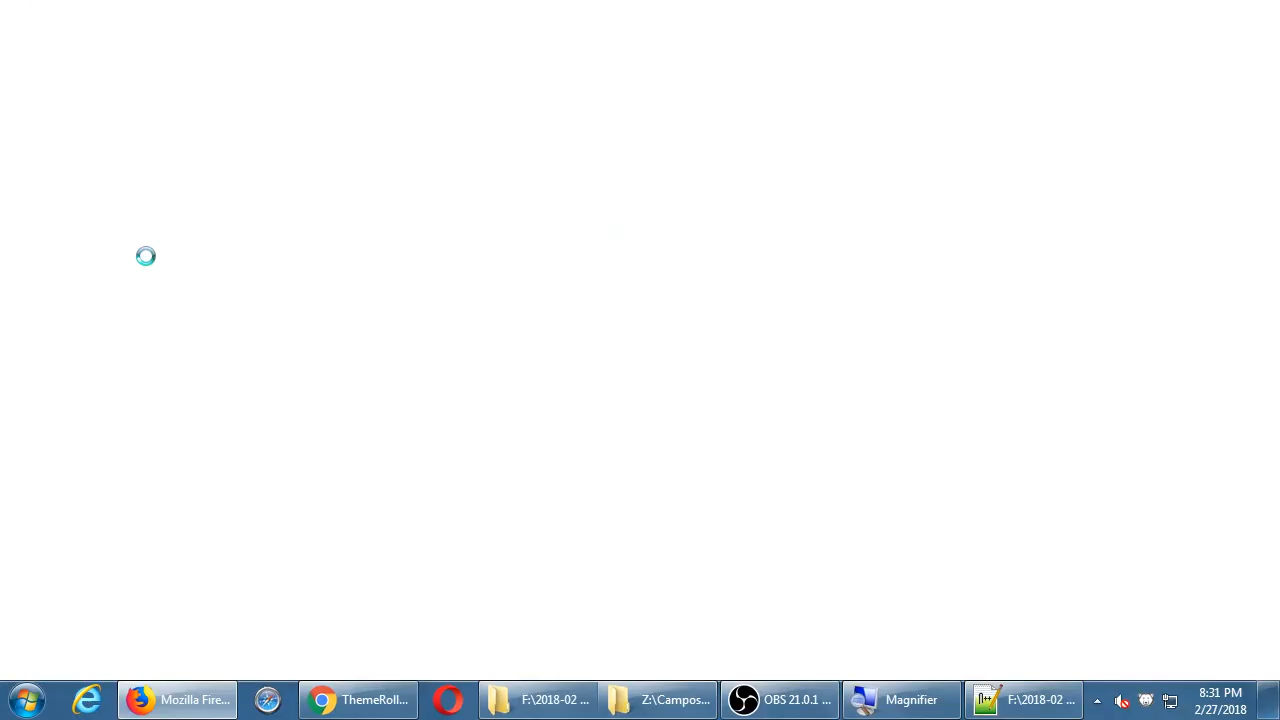 Mozilla Fire...
ThemeRoll...
F:\2018-02 ...
Z:\Campos...
OBS 21.0.1 ...
Magnifier
F:\2018-02 ...
8:31 PM
2/27/2018